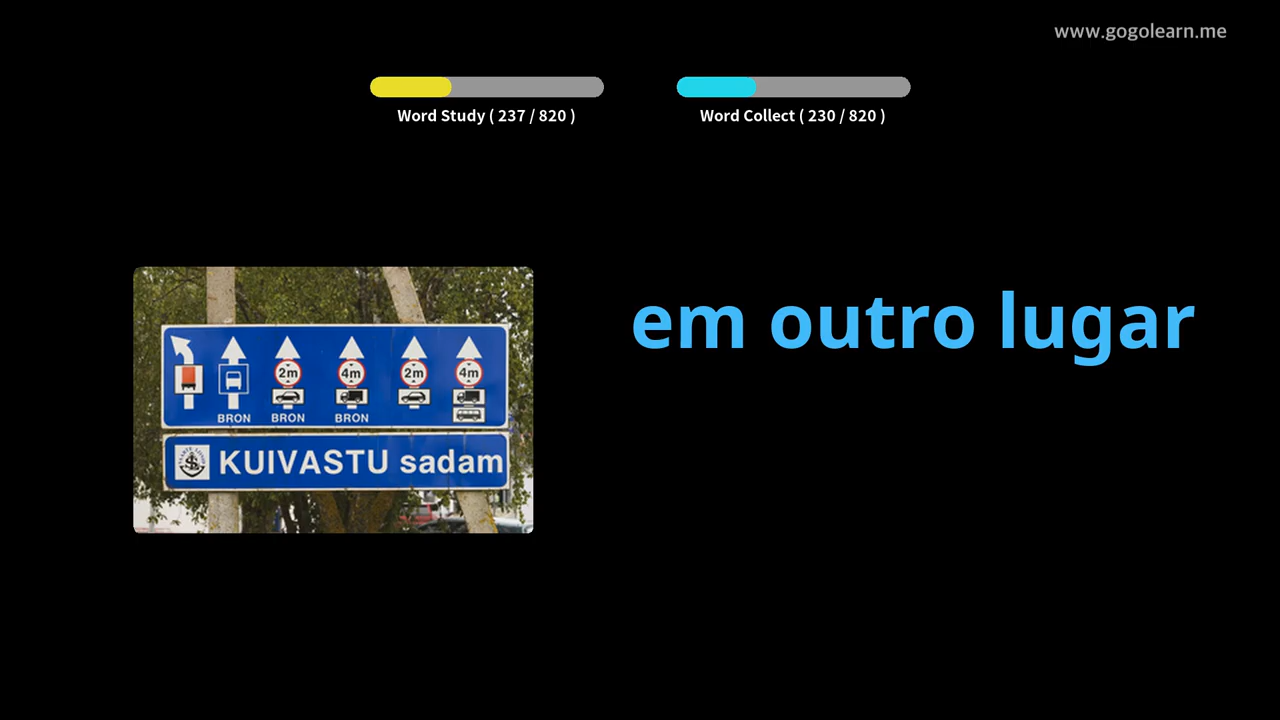 www.gogolearn.me
Word Study ( 237 / 820 )
Word Collect ( 230 / 820 )
em outro lugar
2m 4m 2m 4m
BRON BRON BRON
KUIVASTU sadam